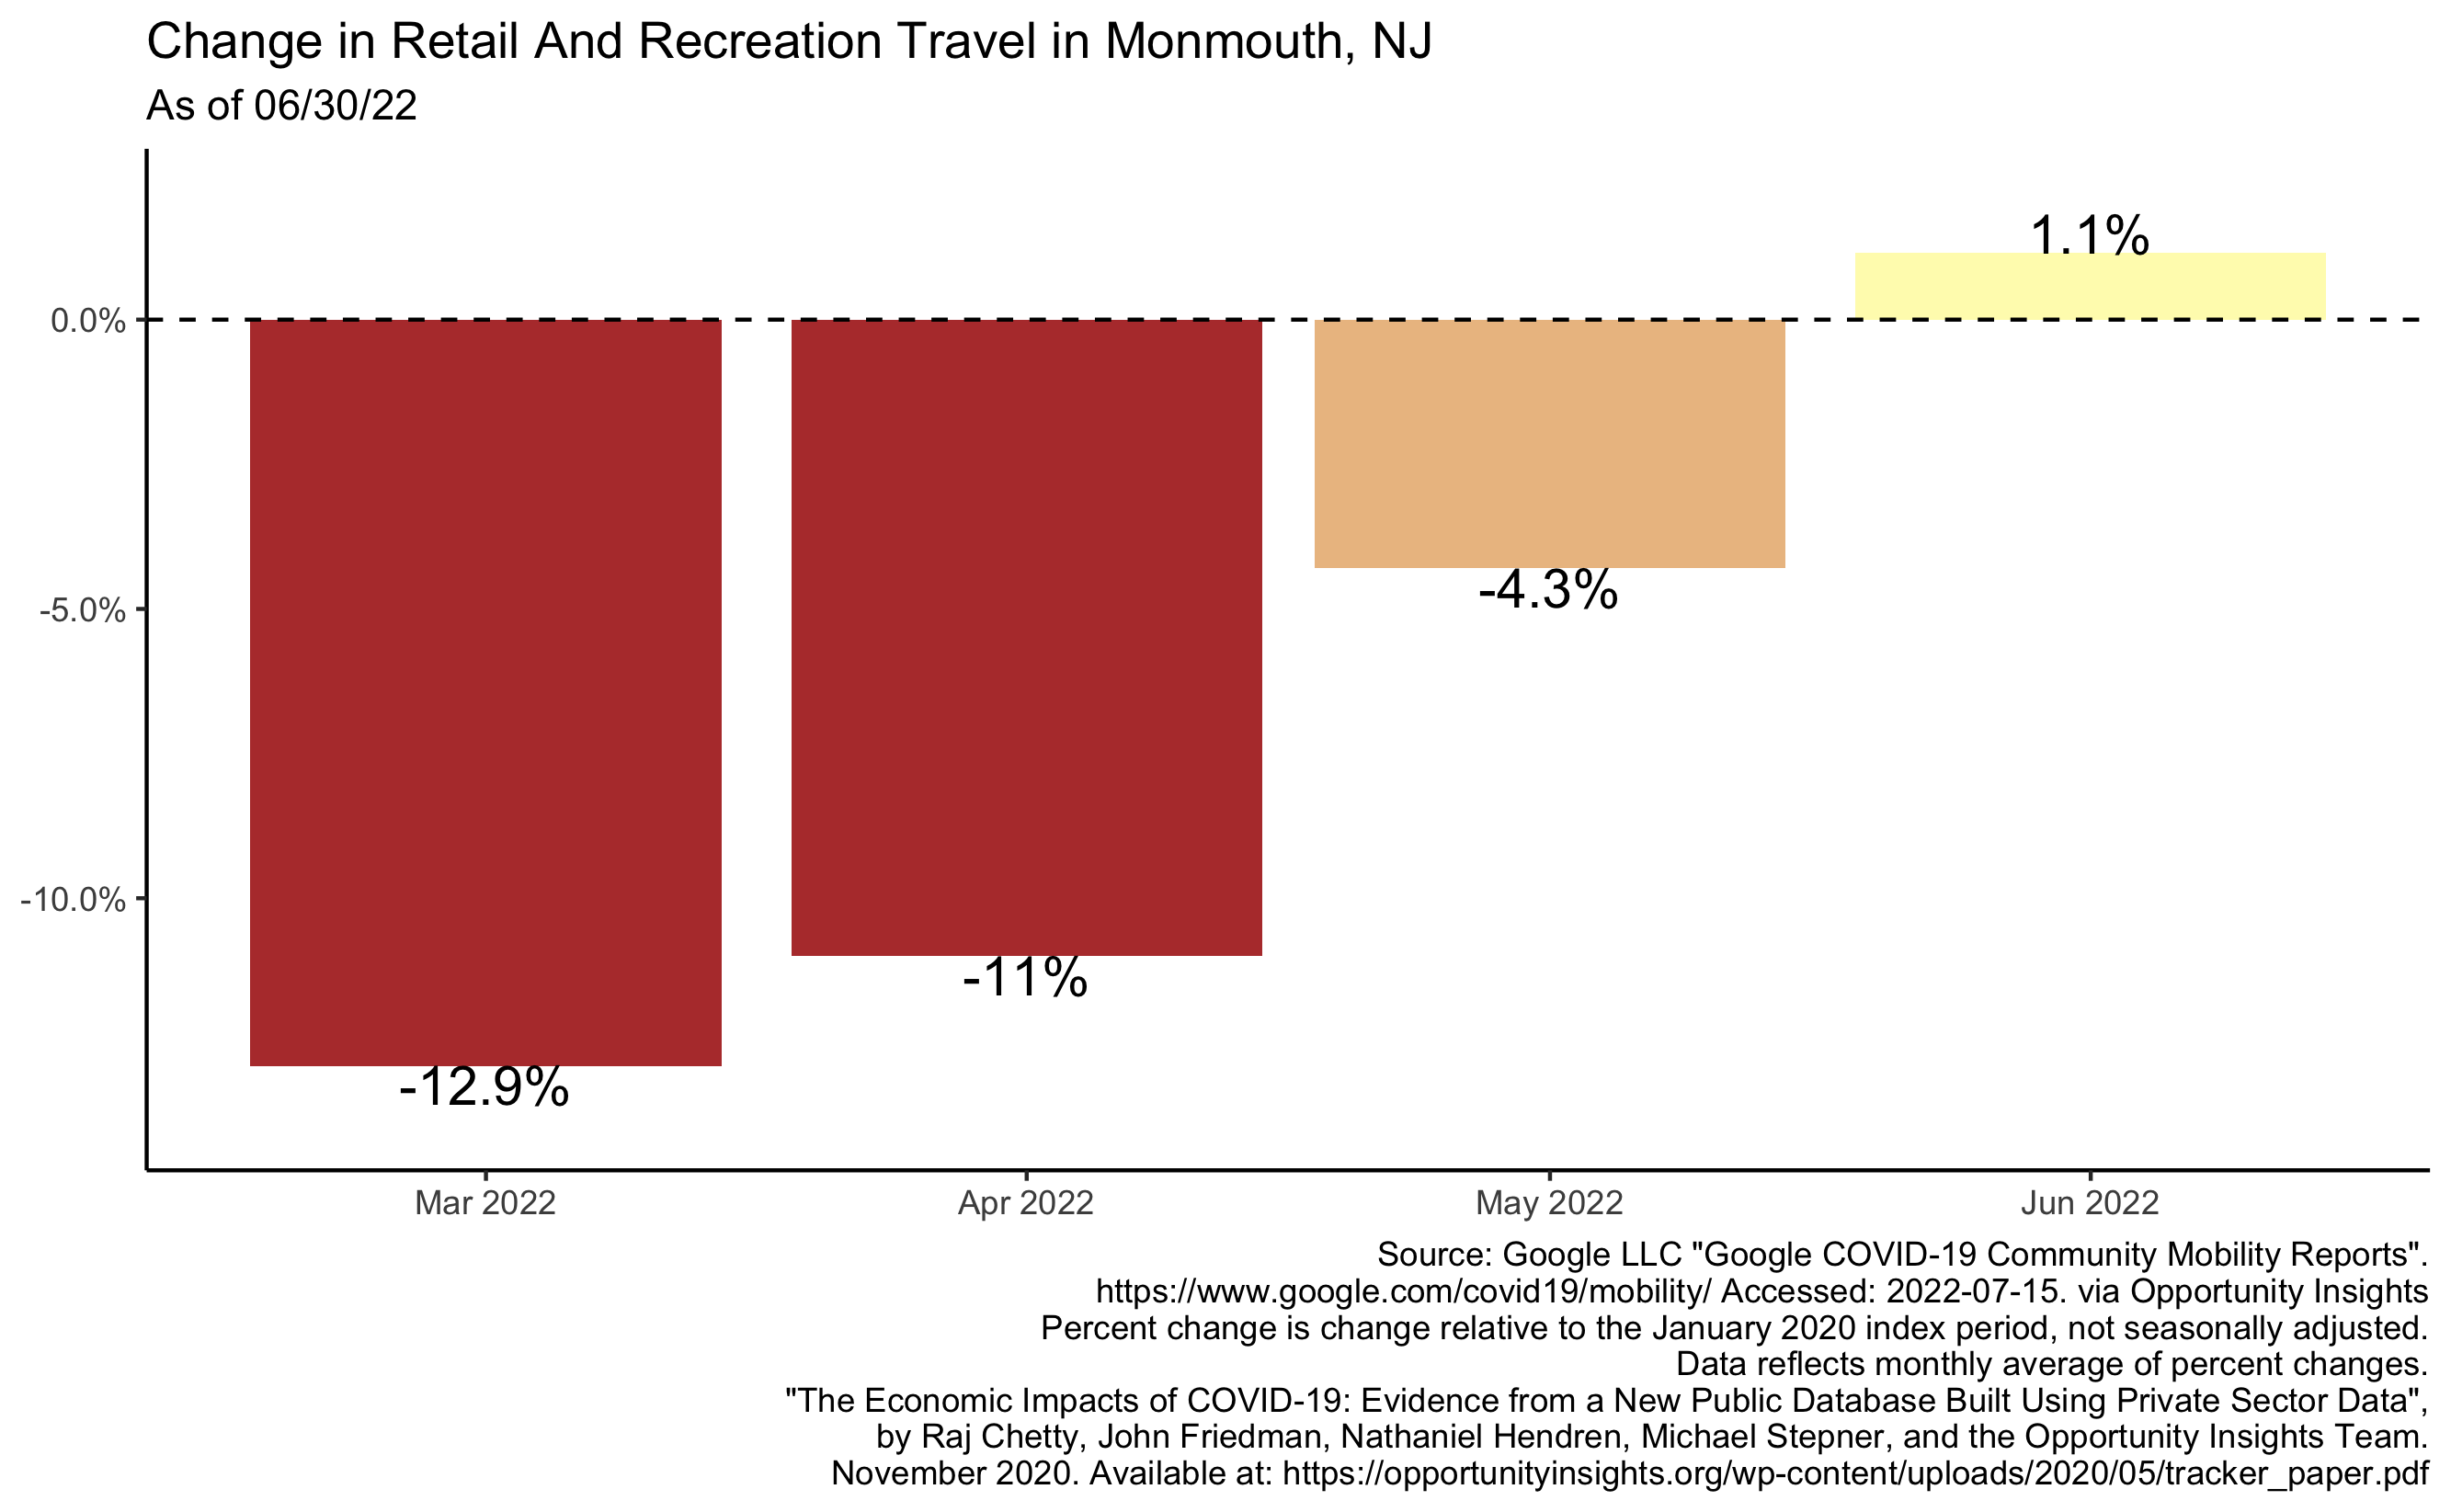 Change in Retail And Recreation Travel in Monmouth, NJ
As of 06/30/22
1.1%
0.0%
-4.3%
-5.0%
-10.0%
-11%
-12.9%
Mar 2022 Apr 2022 May 2022 Jun 2022
Source: Google LLC "Google COVID-19 Community Mobility Reports".
https://www.google.com/covid19/mobility/ Accessed: 2022-07-15. via Opportunity Insights
Percent change is change relative to the January 2020 index period, not seasonally adjusted.
Data reflects monthly average of percent changes.
"The Economic Impacts of COVID-19: Evidence from a New Public Database Built Using Private Sector Data",
by Raj Chetty, John Friedman, Nathaniel Hendren, Michael Stepner, and the Opportunity Insights Team.
November 2020. Available at: https://opportunityinsights.org/wp-content/uploads/2020/05/tracker_paper.pdf